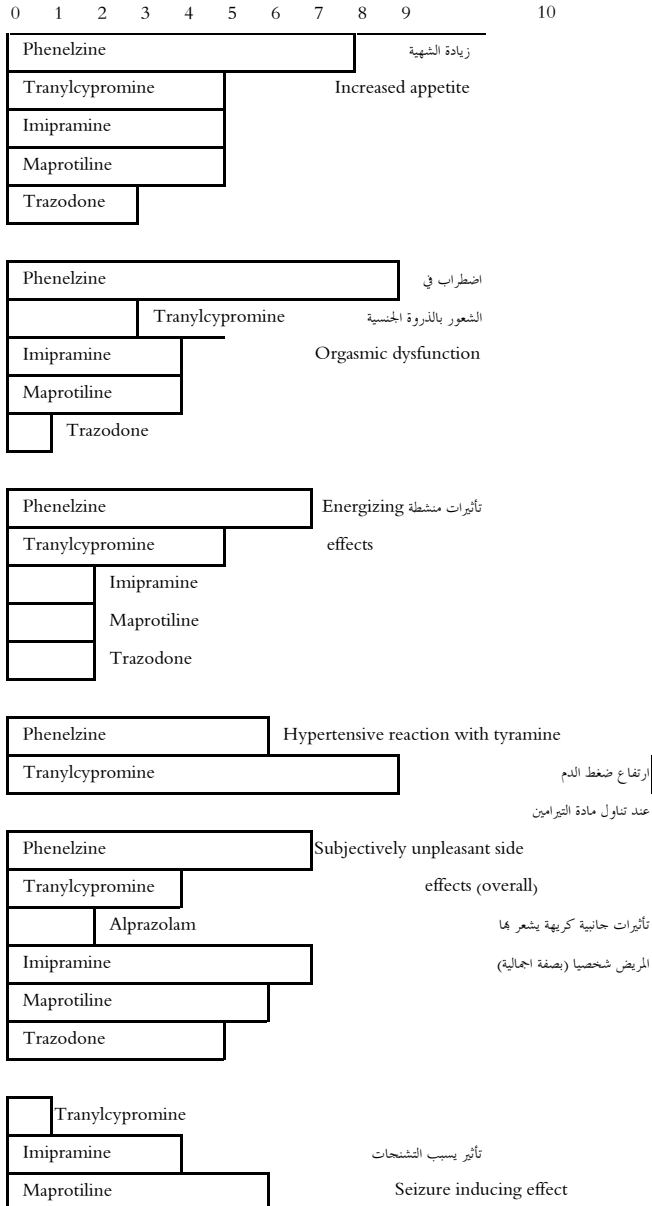 0 1 2 3 4 5 6 7 8 9 10
Phenelzine زيادة الشهية
Tranylcypromine Increased appetite
Imipramine
Maprotiline
Trazodone
Phenelzine اضطراب في
Tranylcypromine الشعور بالذروة الجنسية
Imipramine Orgasmic dysfunction
Maprotiline
Trazodone
Phenelzine Energizing تأثيرات منشطة
Tranylcypromine effects
Imipramine
Maprotiline
Trazodone
Phenelzine Hypertensive reaction with tyramine
Tranylcypromine ارتفاع ضغط الدم
عند تناول مادة التيرامين
Phenelzine Subjectively unpleasant side
Tranylcypromine effects (overall)
Alprazolam تأثيرات جانبية كريهة يشعر بها
Imipramine المريض شخصيا (بصفة اجمالية)
Maprotiline
Trazodone
Tranylcypromine
Imipramine تأثير يسبب التشنجات
Maprotiline Seizure inducing effect